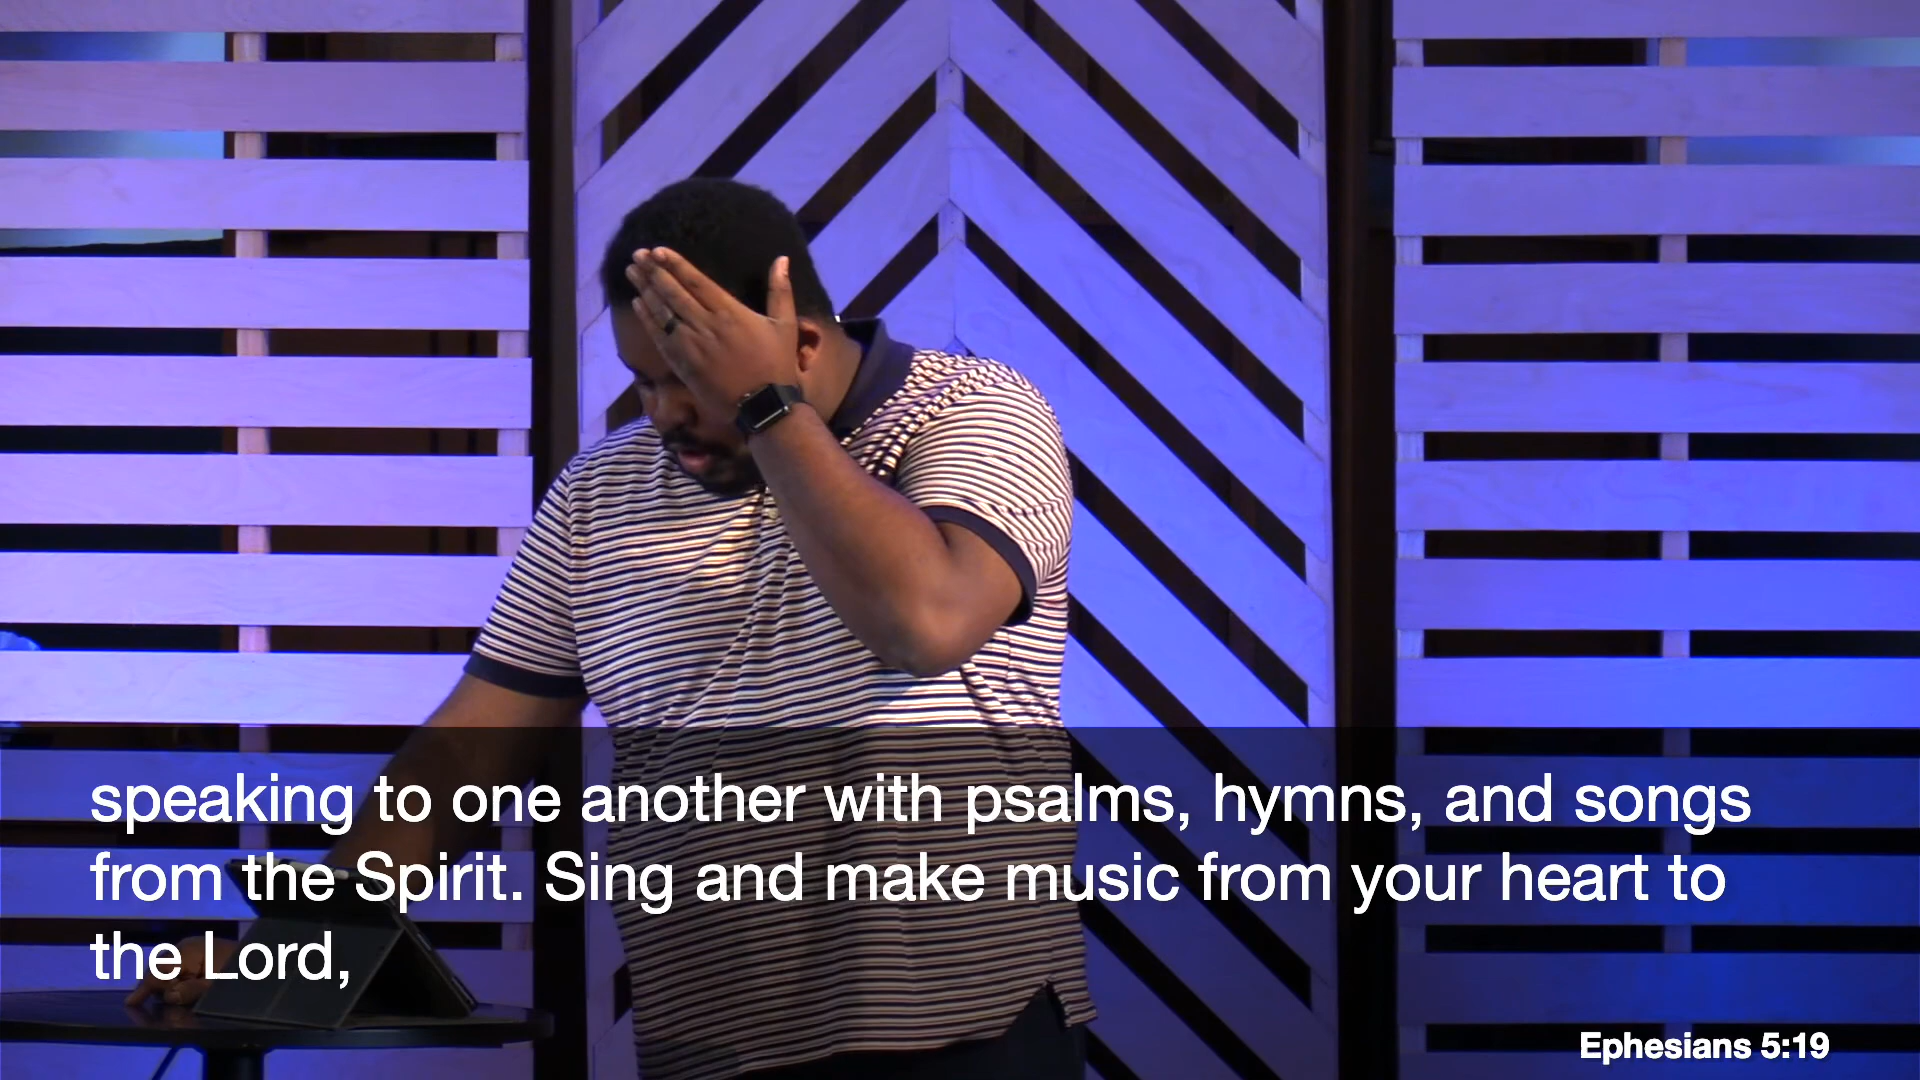 speaking to one another with psalms, hymns, and songs
from the Spirit. Sing and make music from your heart to
the Lord,
Ephesians 5:19